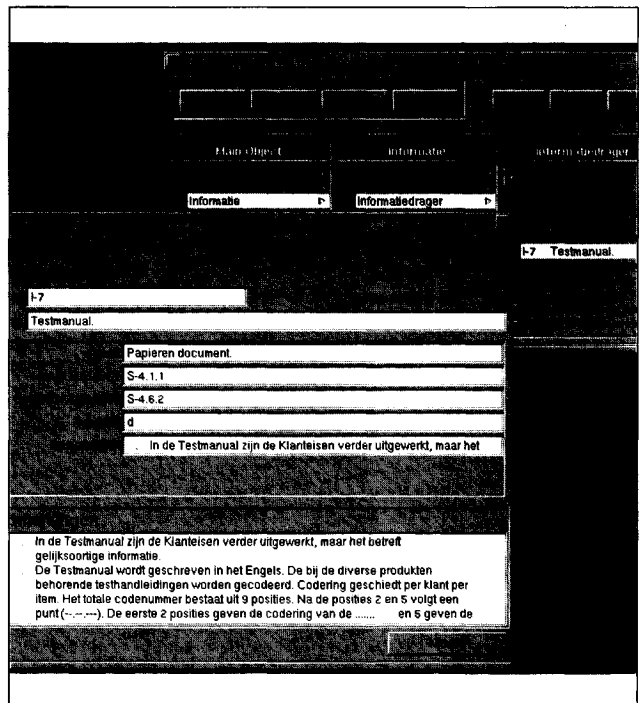 Main Object
Informatie
Informatiedrager
Informatie
Informatiedrager
I-7 Testmanual.
I-7
Testmanual.
Papieren document.
S-4.1.1
S-4.6.2
d
In de Testmanual zijn de Klanteisen verder uitgewerkt, maar het
In de Testmanual zijn de Klanteisen verder uitgewerkt, maar het betreft
gelijksoortige informatie.
De Testmanual wordt geschreven in het Engels. De bij de diverse produkten
behorende testhandleidingen worden gecodeerd. Codering geschiedt per klant per
item. Het totale codenummer bestaat uit 9 posities. Na de posities 2 en 5 volgt een
punt (--.--.---). De eerste 2 posities geven de codering van de ....... en 5 geven de